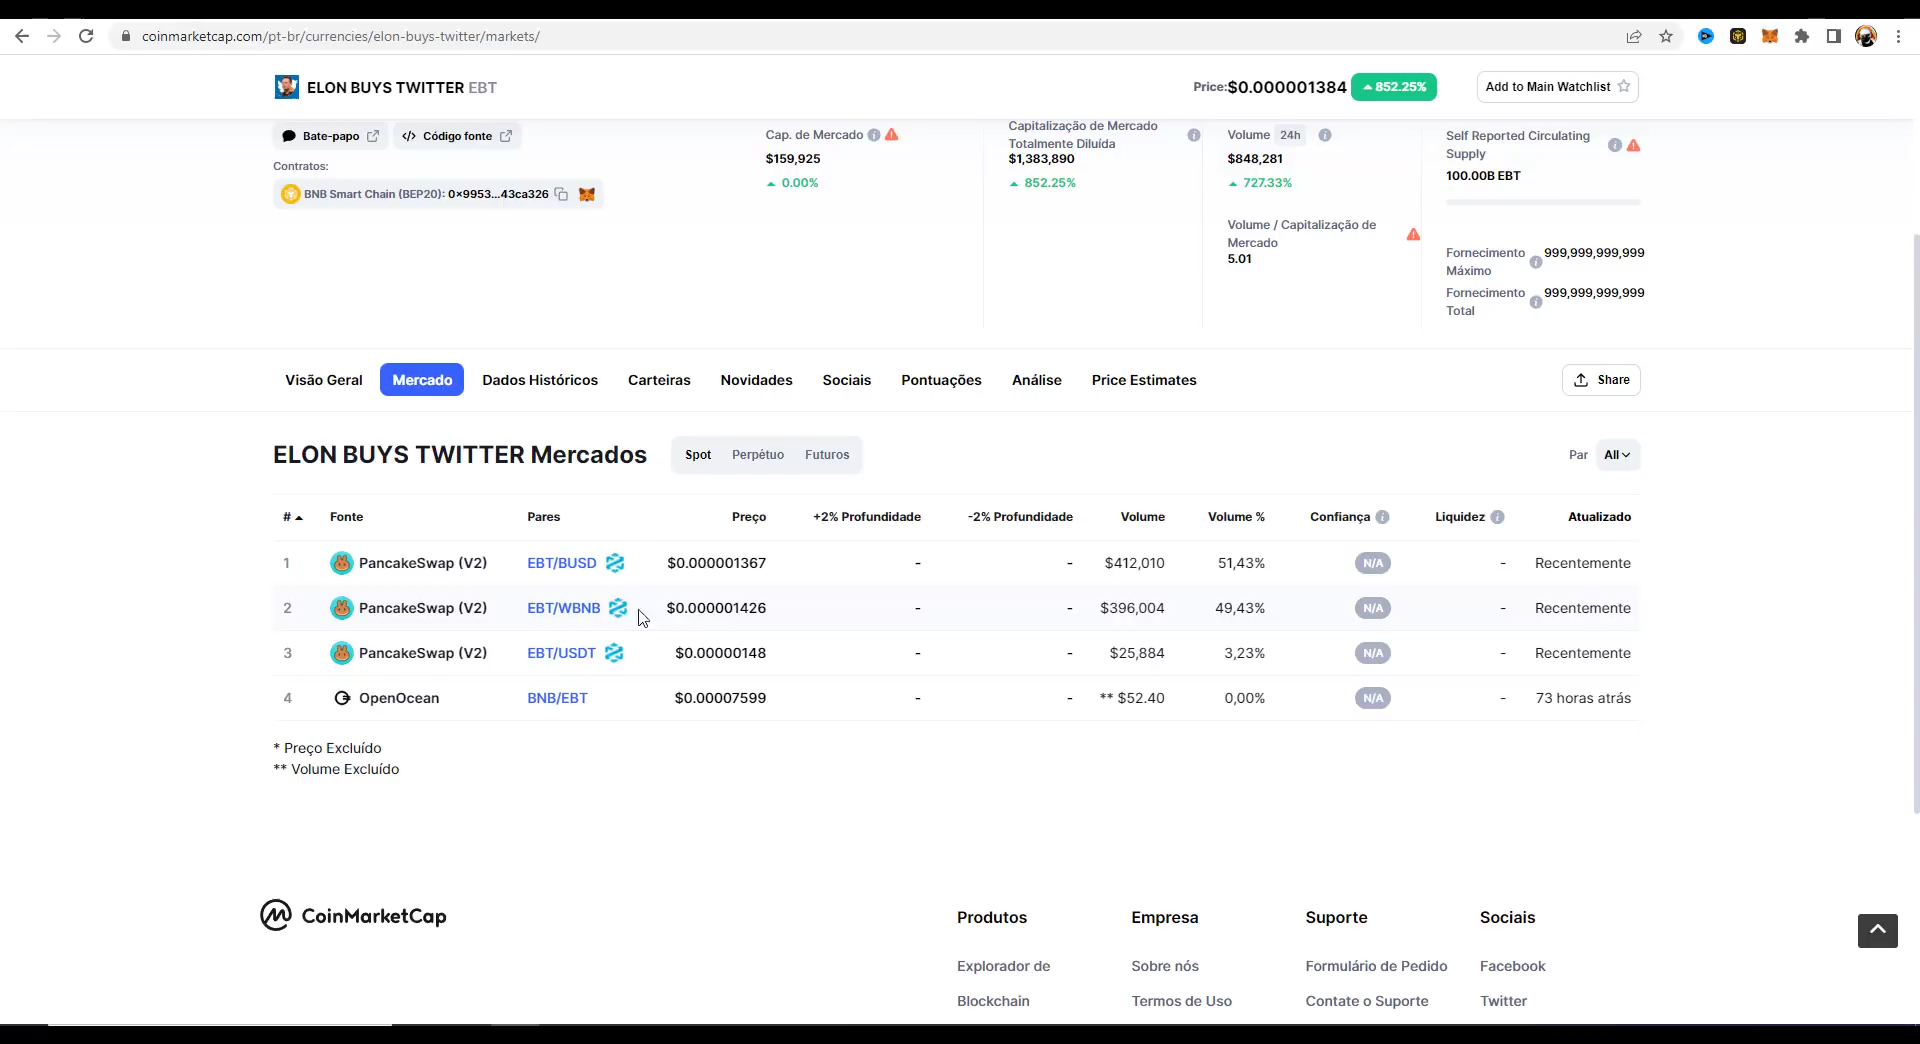 coinmarketcap.com/pt-br/currencies/elon-buys-twitter/markets/
ELON BUYS TWITTER EBT
Price:$0.000001384 852.25%
Add to Main Watchlist
Bate-papo
Código fonte
Contratos:
BNB Smart Chain (BEP20): 0x9953...43ca326
Cap. de Mercado
$159,925
0.00%
Capitalização de Mercado
Totalmente Diluída
$1,383,890
852.25%
Volume 24h
$848,281
727.33%
Volume / Capitalização de
Mercado
5.01
Self Reported Circulating
Supply
100.00B EBT
Fornecimento
Máximo
999,999,999,999
Fornecimento
Total
999,999,999,999
Visão Geral Mercado Dados Históricos Carteiras Novidades Sociais Pontuações Análise Price Estimates
Share
ELON BUYS TWITTER Mercados
Spot Perpétuo Futuros
Par All
# Fonte Pares Preço +2% Profundidade -2% Profundidade Volume Volume % Confiança Liquidez Atualizado
1 PancakeSwap (V2) EBT/BUSD $0.000001367 - - $412,010 51,43% N/A - Recentemente
2 PancakeSwap (V2) EBT/WBNB $0.000001426 - - $396,004 49,43% N/A - Recentemente
3 PancakeSwap (V2) EBT/USDT $0.00000148 - - $25,884 3,23% N/A - Recentemente
4 OpenOcean BNB/EBT $0.00007599 - - ** $52.40 0,00% N/A - 73 horas atrás
* Preço Excluído
** Volume Excluído
CoinMarketCap
Produtos
Explorador de
Blockchain
Empresa
Sobre nós
Termos de Uso
Suporte
Formulário de Pedido
Contate o Suporte
Sociais
Facebook
Twitter